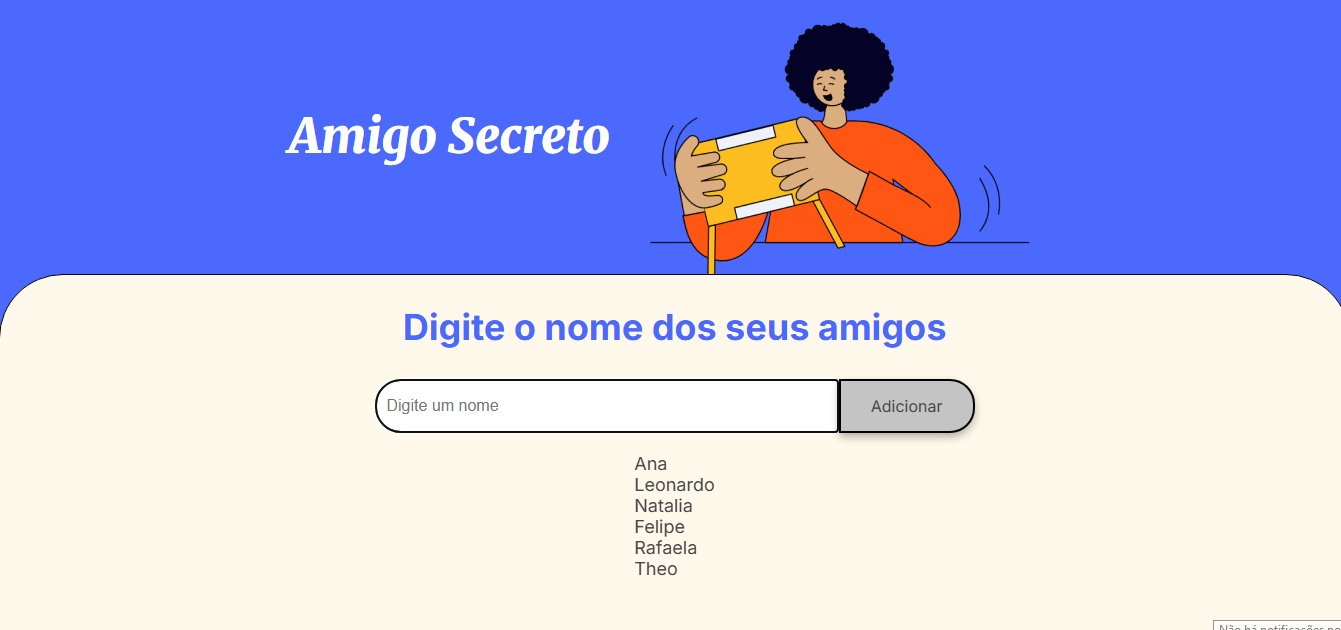 Amigo Secreto
Digite o nome dos seus amigos
Digite um nome
Adicionar
Ana
Leonardo
Natalia
Felipe
Rafaela
Theo
Não há notificações no